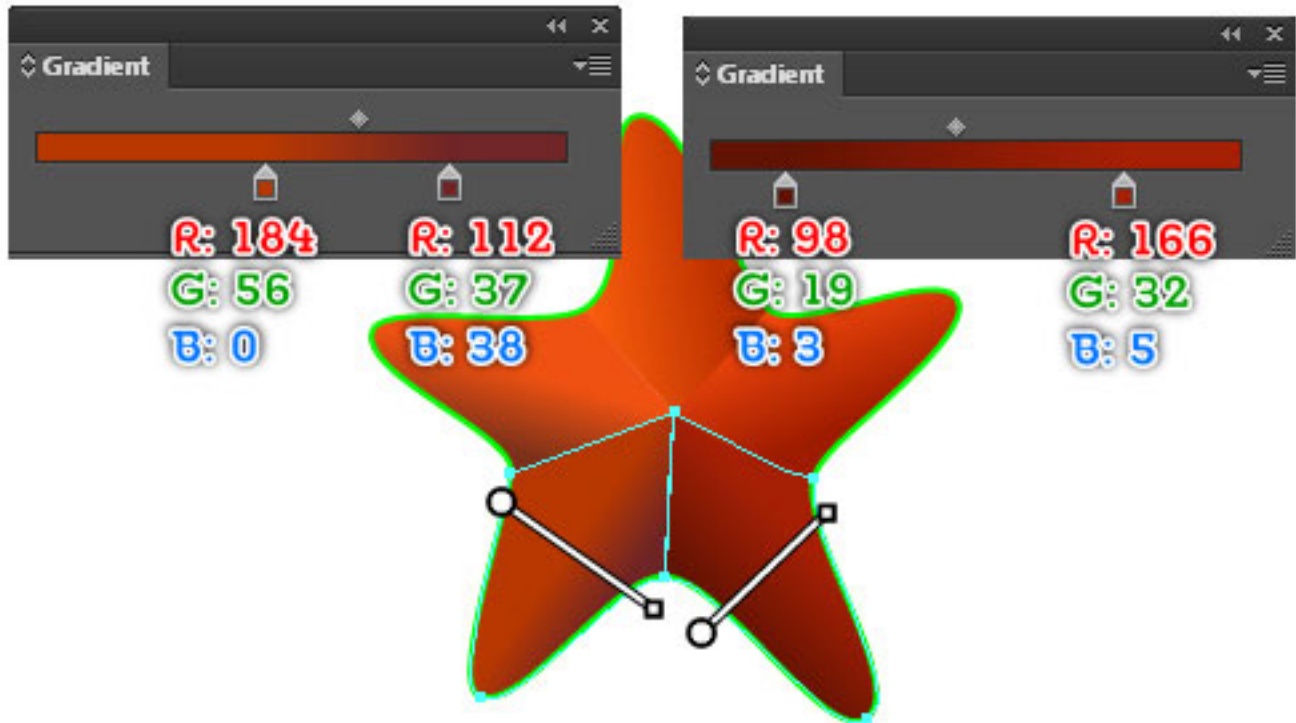 Gradient
R: 184
G: 56
B: 0
R: 112
G: 37
B: 38
Gradient
R: 98
G: 19
B: 3
R: 166
G: 32
B: 5